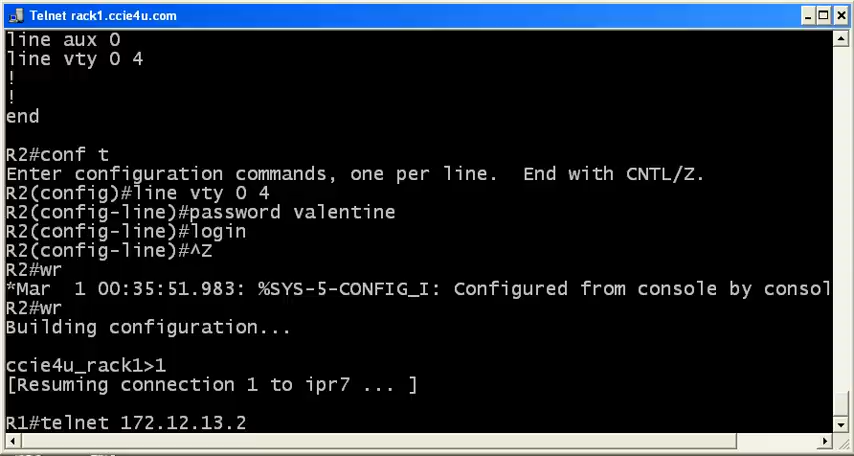 Telnet rack1.ccie4u.com
line aux 0
line vty 0 4
!
!
end
R2#conf t
Enter configuration commands, one per line.  End with CNTL/Z.
R2(config)#line vty 0 4
R2(config-line)#password valentine
R2(config-line)#login
R2(config-line)#^Z
R2#wr
*Mar  1 00:35:51.983: %SYS-5-CONFIG_I: Configured from console by consol
R2#wr
Building configuration...
ccie4u_rack1>1
[Resuming connection 1 to ipr7 ... ]
R1#telnet 172.12.13.2